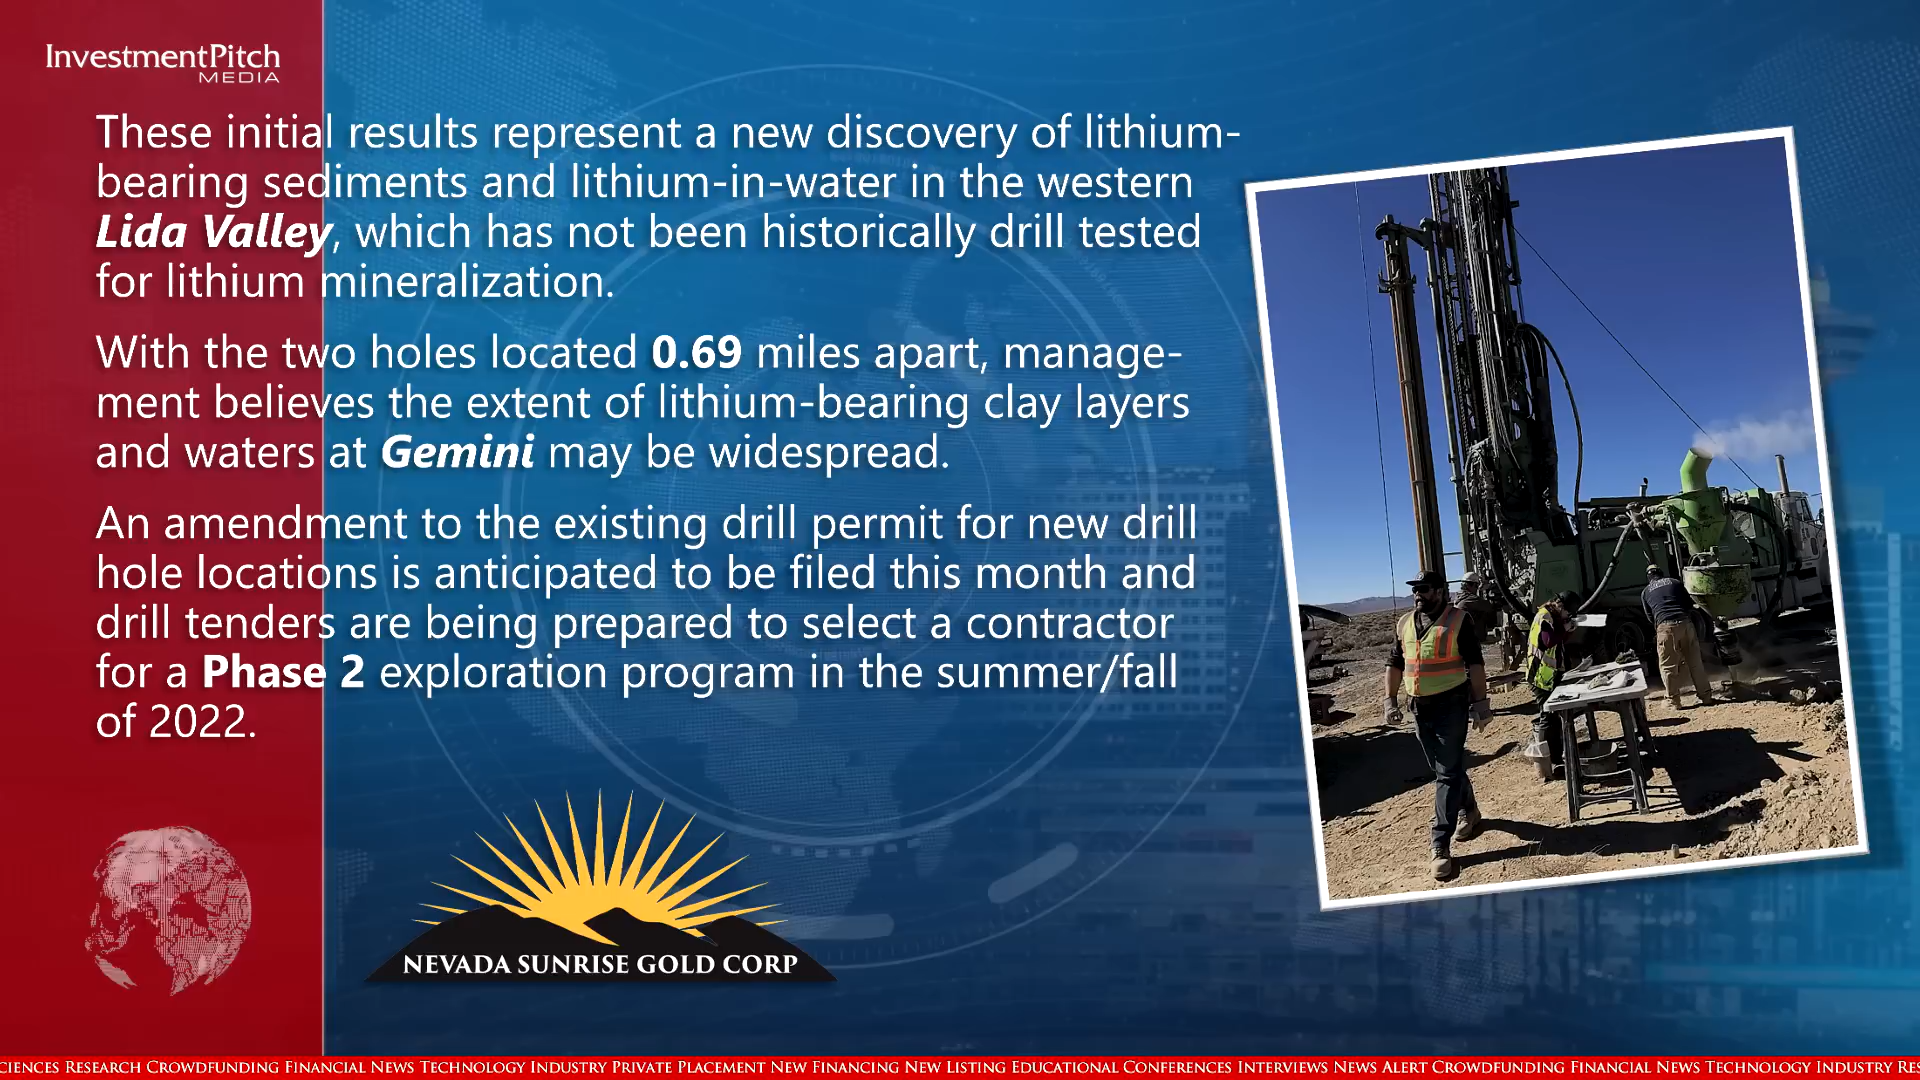 InvestmentPitch
MEDIA
These initial results represent a new discovery of lithium-
bearing sediments and lithium-in-water in the western
Lida Valley, which has not been historically drill tested
for lithium mineralization.
With the two holes located 0.69 miles apart, manage-
ment believes the extent of lithium-bearing clay layers
and waters at Gemini may be widespread.
An amendment to the existing drill permit for new drill
hole locations is anticipated to be filed this month and
drill tenders are being prepared to select a contractor
for a Phase 2 exploration program in the summer/fall
of 2022.
NEVADA SUNRISE GOLD CORP
CIENCES RESEARCH CROWDFUNDING FINANCIAL NEWS TECHNOLOGY INDUSTRY PRIVATE PLACEMENT NEW FINANCING NEW LISTING EDUCATIONAL CONFERENCES INTERVIEWS NEWS ALERT CROWDFUNDING FINANCIAL NEWS TECHNOLOGY INDUSTRY RES